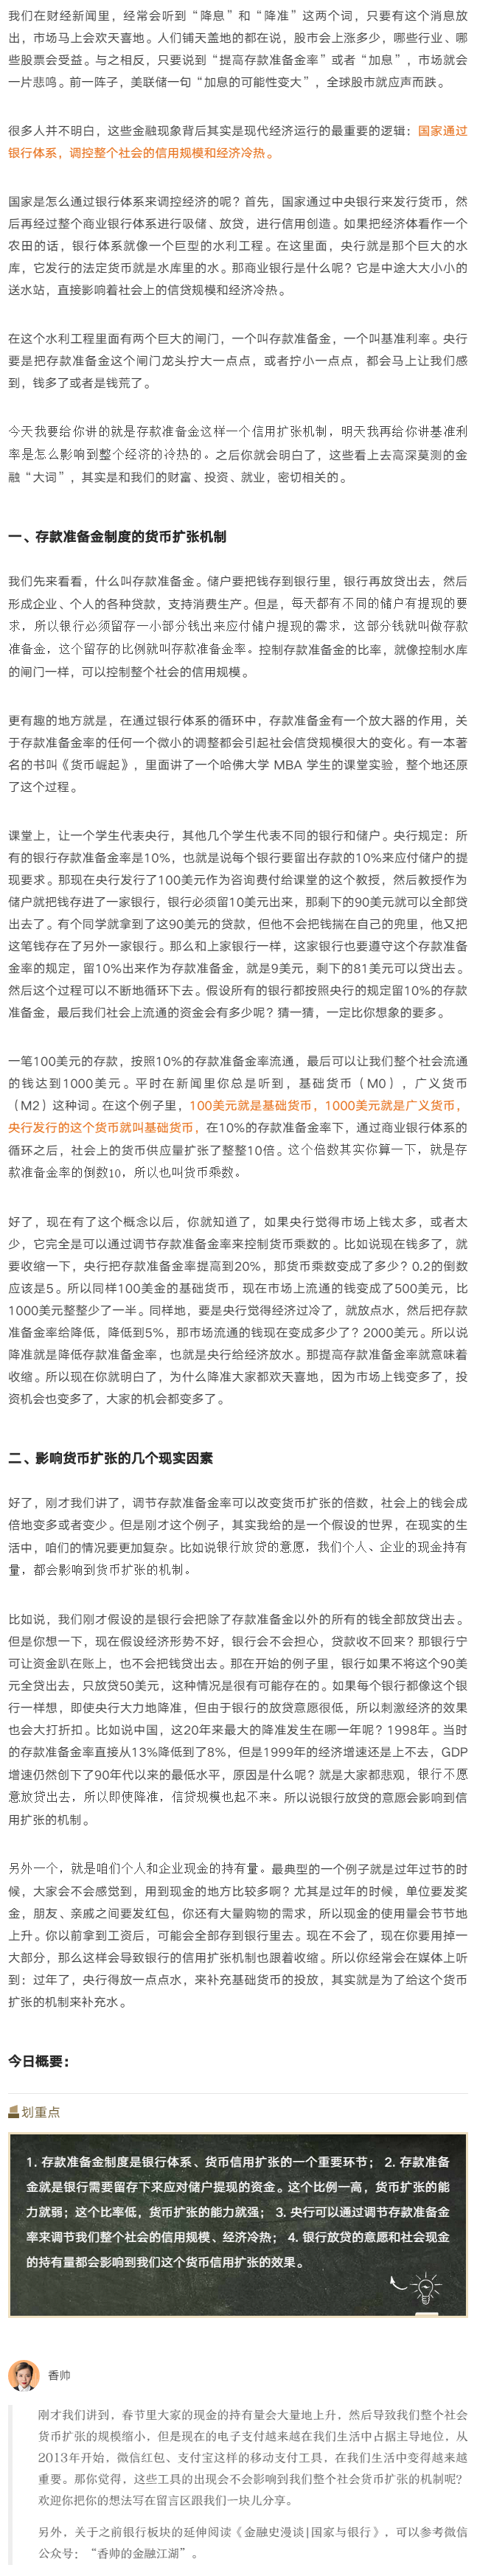 我们在财经新闻里，经常会听到“降息”和“降准”这两个词，只要有这个消息放
出，市场马上会欢天喜地。人们铺天盖地的都在说，股市会上涨多少，哪些行业、哪
些股票会受益。与之相反，只要说到“提高存款准备金率”或者“加息”，市场就会
一片悲鸣。前一阵子，美联储一句“加息的可能性变大”，全球股市就应声而跌。
很多人并不明白，这些金融现象背后其实是现代经济运行的最重要的逻辑：国家通过
银行体系，调控整个社会的信用规模和经济冷热。
国家是怎么通过银行体系来调控经济的呢？首先，国家通过中央银行来发行货币，然
后再经过整个商业银行体系进行吸储、放贷，进行信用创造。如果把经济体看作一个
农田的话，银行体系就像一个巨型的水利工程。在这里面，央行就是那个巨大的水
库，它发行的法定货币就是水库里的水。那商业银行是什么呢？它是中途大大小小的
送水站，直接影响着社会上的信贷规模和经济冷热。
在这个水利工程里面有两个巨大的闸门，一个叫存款准备金，一个叫基准利率。央行
要是把存款准备金这个闸门龙头拧大一点点，或者拧小一点点，都会马上让我们感
到，钱多了或者是钱荒了。
今天我要给你讲的就是存款准备金这样一个信用扩张机制，明天我再给你讲基准利
率是怎么影响到整个经济的冷热的。之后你就会明白了，这些看上去高深莫测的金
融“大词”，其实是和我们的财富、投资、就业，密切相关的。
一、存款准备金制度的货币扩张机制
我们先来看看，什么叫存款准备金。储户要把钱存到银行里，银行再放贷出去，然后
形成企业、个人的各种贷款，支持消费生产。但是，每天都有不同的储户有提现的要
求，所以银行必须留存一小部分钱出来应付储户提现的需求，这部分钱就叫做存款
准备金，这个留存的比例就叫存款准备金率。控制存款准备金的比率，就像控制水库
的闸门一样，可以控制整个社会的信用规模。
更有趣的地方就是，在通过银行体系的循环中，存款准备金有一个放大器的作用，关
于存款准备金率的任何一个微小的调整都会引起社会信贷规模很大的变化。有一本著
名的书叫《货币崛起》，里面讲了一个哈佛大学 MBA 学生的课堂实验，整个地还原
了这个过程。
课堂上，让一个学生代表央行，其他几个学生代表不同的银行和储户。央行规定：所
有的银行存款准备金率是10%，也就是说每个银行要留出存款的10%来应付储户的提
现要求。那现在央行发行了100美元作为咨询费付给课堂的这个教授，然后教授作为
储户就把钱存进了一家银行，银行必须留10美元出来，那剩下的90美元就可以全部贷
出去了。有个同学就拿到了这90美元的贷款，但他不会把钱揣在自己的兜里，他又把
这笔钱存在了另外一家银行。那么和上家银行一样，这家银行也要遵守这个存款准备
金率的规定，留10%出来作为存款准备金，就是9美元，剩下的81美元可以贷出去。
然后这个过程可以不断地循环下去。假设所有的银行都按照央行的规定留10%的存款
准备金，最后我们社会上流通的资金会有多少呢？猜一猜，一定比你想象的要多。
一笔100美元的存款，按照10%的存款准备金率流通，最后可以让我们整个社会流通
的钱达到1000美元。平时在新闻里你总是听到，基础货币（M0），广义货币
（M2）这种词。在这个例子里，100美元就是基础货币，1000美元就是广义货币，
央行发行的这个货币就叫基础货币，在10%的存款准备金率下，通过商业银行体系的
循环之后，社会上的货币供应量扩张了整整10倍。这个倍数其实你算一下，就是存
款准备金率的倒数10，所以也叫货币乘数。
好了，现在有了这个概念以后，你就知道了，如果央行觉得市场上钱太多，或者太
少，它完全是可以通过调节存款准备金率来控制货币乘数的。比如说现在钱多了，就
要收缩一下，央行把存款准备金率提高到20%，那货币乘数变成了多少？0.2的倒数
应该是5。所以同样100美金的基础货币，现在市场上流通的钱变成了500美元，比
1000美元整整少了一半。同样地，要是央行觉得经济过冷了，就放点水，然后把存款
准备金率给降低，降低到5%，那市场流通的钱现在变成多少了？2000美元。所以说
降准就是降低存款准备金率，也就是央行给经济放水。那提高存款准备金率就意味着
收缩。所以现在你就明白了，为什么降准大家都欢天喜地，因为市场上钱变多了，投
资机会也变多了，大家的机会都变多了。
二、影响货币扩张的几个现实因素
好了，刚才我们讲了，调节存款准备金率可以改变货币扩张的倍数，社会上的钱会成
倍地变多或者变少。但是刚才这个例子，其实我给的是一个假设的世界，在现实的生
活中，咱们的情况要更加复杂。比如说银行放贷的意愿，我们个人、企业的现金持有
量，都会影响到货币扩张的机制。
比如说，我们刚才假设的是银行会把除了存款准备金以外的所有的钱全部放贷出去。
但是你想一下，现在假设经济形势不好，银行会不会担心，贷款收不回来？那银行宁
可让资金趴在账上，也不会把钱贷出去。那在开始的例子里，银行如果不将这个90美
元全贷出去，只放贷50美元，这种情况是很有可能存在的。如果每个银行都像这个银
行一样想，即使央行大力地降准，但由于银行的放贷意愿很低，所以刺激经济的效果
也会大打折扣。比如说中国，这20年来最大的降准发生在哪一年呢？1998年。当时
的存款准备金率直接从13%降低到了8%，但是1999年的经济增速还是上不去，GDP
增速仍然创下了90年代以来的最低水平，原因是什么呢？就是大家都悲观，银行不愿
意放贷出去，所以即使降准，信贷规模也起不来。所以说银行放贷的意愿会影响到信
用扩张的机制。
另外一个，就是咱们个人和企业现金的持有量。最典型的一个例子就是过年过节的时
候，大家会不会感觉到，用到现金的地方比较多啊？尤其是过年的时候，单位要发奖
金，朋友、亲戚之间要发红包，你还有大量购物的需求，所以现金的使用量会节节地
上升。你以前拿到工资后，可能会全部存到银行里去。现在不会了，现在你要用掉一
大部分，那么这样会导致银行的信用扩张机制也跟着收缩。所以你经常会在媒体上听
到：过年了，央行得放一点点水，来补充基础货币的投放，其实就是为了给这个货币
扩张的机制来补充水。
今日概要：
划重点
1. 存款准备金制度是银行体系、货币信用扩张的一个重要环节； 2. 存款准备
金就是银行需要留存下来应对储户提现的资金。这个比例一高，货币扩张的能
力就弱；这个比率低，货币扩张的能力就强； 3. 央行可以通过调节存款准备金
率来调节我们整个社会的信用规模、经济冷热； 4. 银行放贷的意愿和社会现金
的持有量都会影响到我们这个货币信用扩张的效果。
香帅
刚才我们讲到，春节里大家的现金的持有量会大量地上升，然后导致我们整个社会
货币扩张的规模缩小，但是现在的电子支付越来越在我们生活中占据主导地位，从
2013年开始，微信红包、支付宝这样的移动支付工具，在我们生活中变得越来越
重要。那你觉得，这些工具的出现会不会影响到我们整个社会货币扩张的机制呢？
欢迎你把你的想法写在留言区跟我们一块儿分享。
另外，关于之前银行板块的延伸阅读《金融史漫谈|国家与银行》，可以参考微信
公众号：“香帅的金融江湖”。